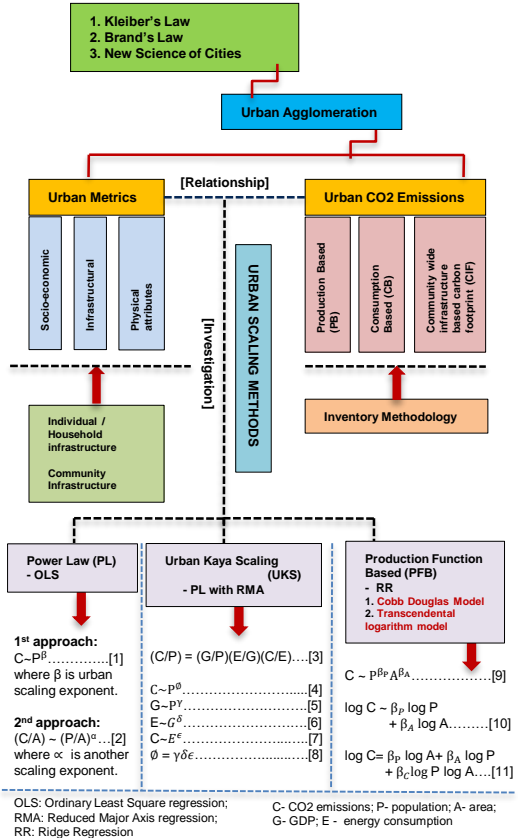 1. Kleiber's Law
2. Brand's Law
3. New Science of Cities
Urban Agglomeration
Urban Metrics
[Relationship]
Urban CO2 Emissions
Socio-economic
Infrastructural
Physical
attributes
[Investigation]
URBAN SCALING METHODS
Production Based
(PB)
Consumption
Based (CB)
Community wide
infrastructure
based carbon
footprint (CIF)
Individual /
Household
infrastructure
Community
Infrastructure
Inventory Methodology
Power Law (PL)
- OLS
1st approach:
C~P^β……………[1]
where β is urban
scaling exponent.
2nd approach:
(C/A) ~ (P/A)^α …[2]
where ∝ is another
scaling exponent.
Urban Kaya Scaling
(UKS)
- PL with RMA
(C/P) = (G/P)(E/G)(C/E)….[3]
C~P^∅……………….….....[4]
G~P^γ……………………...[5]
E~G^δ……………………...[6]
C~E^ϵ……………………...[7]
∅ = γδϵ…………….…......[8]
Production Function
Based (PFB)
- RR
1. Cobb Douglas Model
2. Transcendental
logarithm model
C ~ P^βP A^βA…………[9]
log C ~ β_P log P
+ β_A log A………[10]
log C= β_P log A+ β_A log P
+ β_C log P log A….[11]
OLS: Ordinary Least Square regression;
RMA: Reduced Major Axis regression;
RR: Ridge Regression
C- CO2 emissions; P- population; A- area;
G- GDP; E - energy consumption